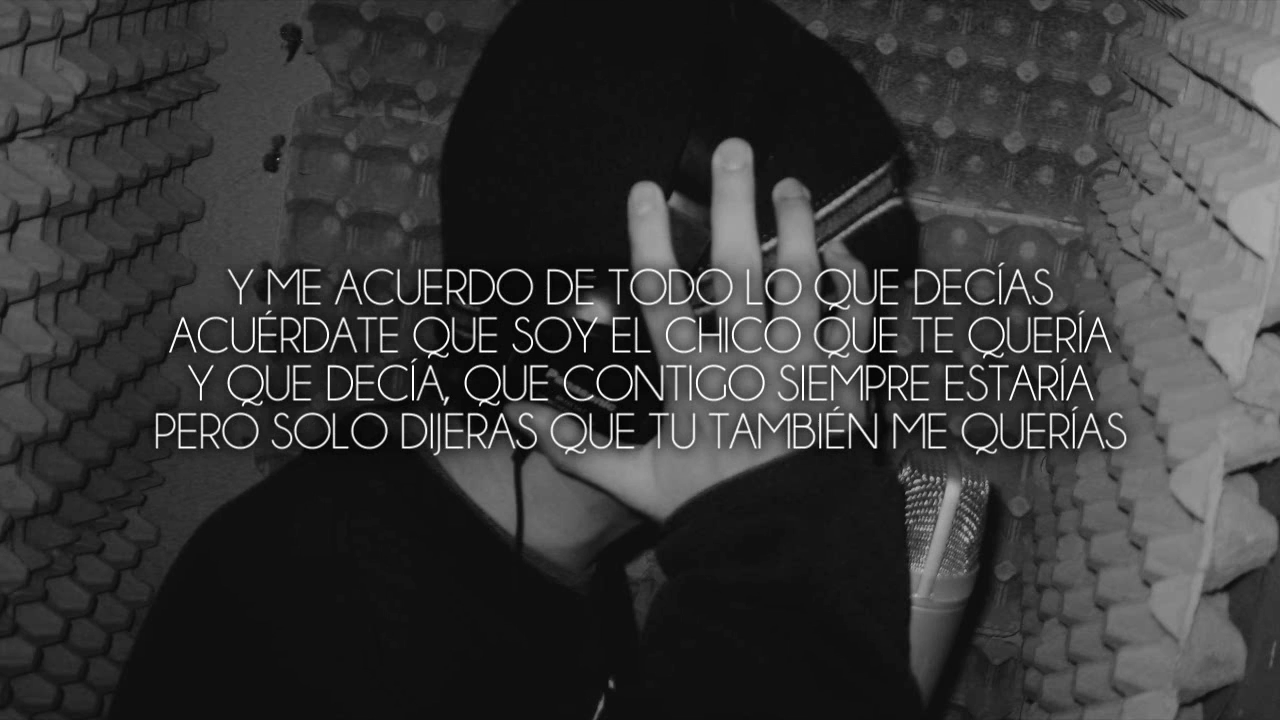 Y ME ACUERDO DE TODO LO QUE DECÍAS
ACUÉRDATE QUE SOY EL CHICO QUE TE QUERÍA
Y QUE DECÍA, QUE CONTIGO SIEMPRE ESTARÍA
PERO SOLO DIJERAS QUE TU TAMBIÉN ME QUERÍAS